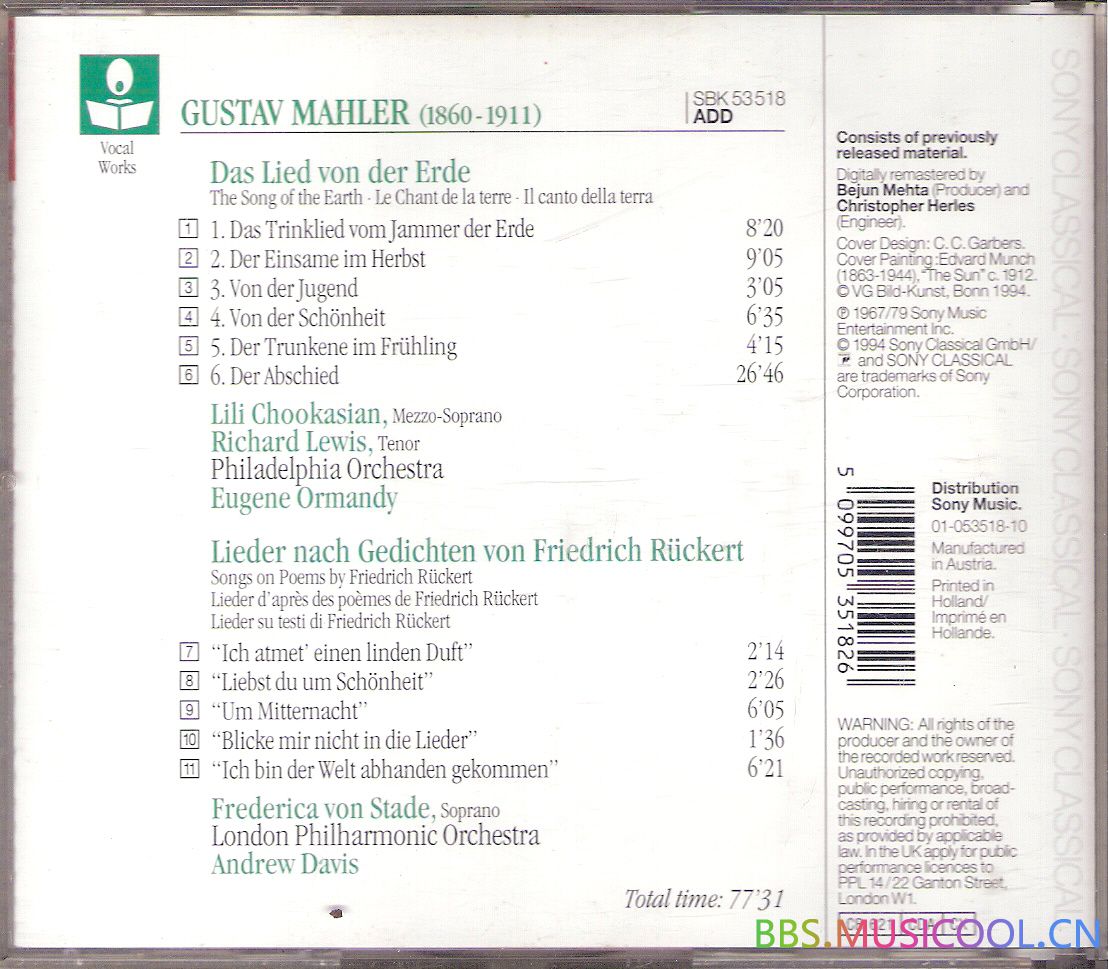 Vocal
Works
GUSTAV MAHLER (1860-1911)
SBK 53518
ADD
Das Lied von der Erde
The Song of the Earth · Le Chant de la terre · Il canto della terra
1 1. Das Trinklied vom Jammer der Erde 8'20
2 2. Der Einsame im Herbst 9'05
3 3. Von der Jugend 3'05
4 4. Von der Schönheit 6'35
5 5. Der Trunkene im Frühling 4'15
6 6. Der Abschied 26'46
Lili Chookasian, Mezzo-Soprano
Richard Lewis, Tenor
Philadelphia Orchestra
Eugene Ormandy
Lieder nach Gedichten von Friedrich Rückert
Songs on Poems by Friedrich Rückert
Lieder d'après des poèmes de Friedrich Rückert
Lieder su testi di Friedrich Rückert
7 "Ich atmet' einen linden Duft" 2'14
8 "Liebst du um Schönheit" 2'26
9 "Um Mitternacht" 6'05
10 "Blicke mir nicht in die Lieder" 1'36
11 "Ich bin der Welt abhanden gekommen" 6'21
Frederica von Stade, Soprano
London Philharmonic Orchestra
Andrew Davis
Total time: 77'31
Consists of previously
released material.
Digitally remastered by
Bejun Mehta (Producer) and
Christopher Herles
(Engineer).
Cover Design: C. C. Garbers.
Cover Painting: Edvard Munch
(1863-1944), "The Sun" c. 1912.
© VG Bild-Kunst, Bonn 1994.
℗ 1967/79 Sony Music
Entertainment Inc.
© 1994 Sony Classical GmbH/
and SONY CLASSICAL
are trademarks of Sony
Corporation.
5 099705 351826
Distribution
Sony Music.
01-053518-10
Manufactured
in Austria.
Printed in
Holland/
Imprimé en
Hollande.
WARNING: All rights of the
producer and the owner of
the recorded work reserved.
Unauthorized copying,
public performance, broad-
casting, hiring or rental of
this recording prohibited,
as provided by applicable
law. In the UK apply for public
performance licences to
PPL 14/22 Ganton Street,
London W1.
SONY CLASSICAL · SONY CLASSICAL · SONY CLASSICAL · SONY CLASSICAL
BBS.MUSICOOL.CN